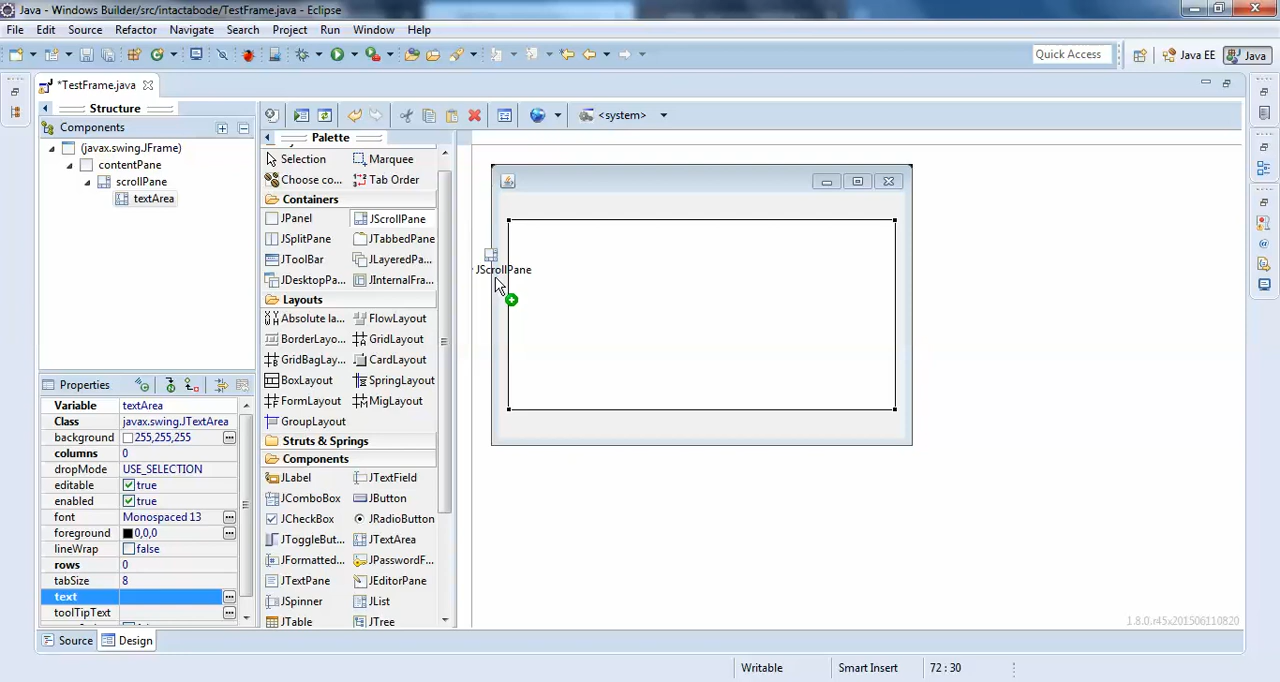 Java - Windows Builder/src/intactabode/TestFrame.java - Eclipse
File Edit Source Refactor Navigate Search Project Run Window Help
Quick Access
Java EE
Java
*TestFrame.java
Structure
Components
(javax.swing.JFrame)
contentPane
scrollPane
textArea
Properties
Variable textArea
Class javax.swing.JTextArea
background 255,255,255
columns 0
dropMode USE_SELECTION
editable true
enabled true
font Monospaced 13
foreground 0,0,0
lineWrap false
rows 0
tabSize 8
text
toolTipText
<system>
Palette
Selection Marquee
Choose co... Tab Order
Containers
JPanel JScrollPane
JSplitPane JTabbedPane
JToolBar JLayeredPa...
JDesktopPa... JInternalFra...
Layouts
Absolute la... FlowLayout
BorderLayo... GridLayout
GridBagLay... CardLayout
BoxLayout SpringLayout
FormLayout MigLayout
GroupLayout
Struts & Springs
Components
JLabel JTextField
JComboBox JButton
JCheckBox JRadioButton
JToggleBut... JTextArea
JFormatted... JPasswordF...
JTextPane JEditorPane
JSpinner JList
JTable JTree
JScrollPane
1.8.0.r45x201506110820
Source Design
Writable Smart Insert 72 : 30